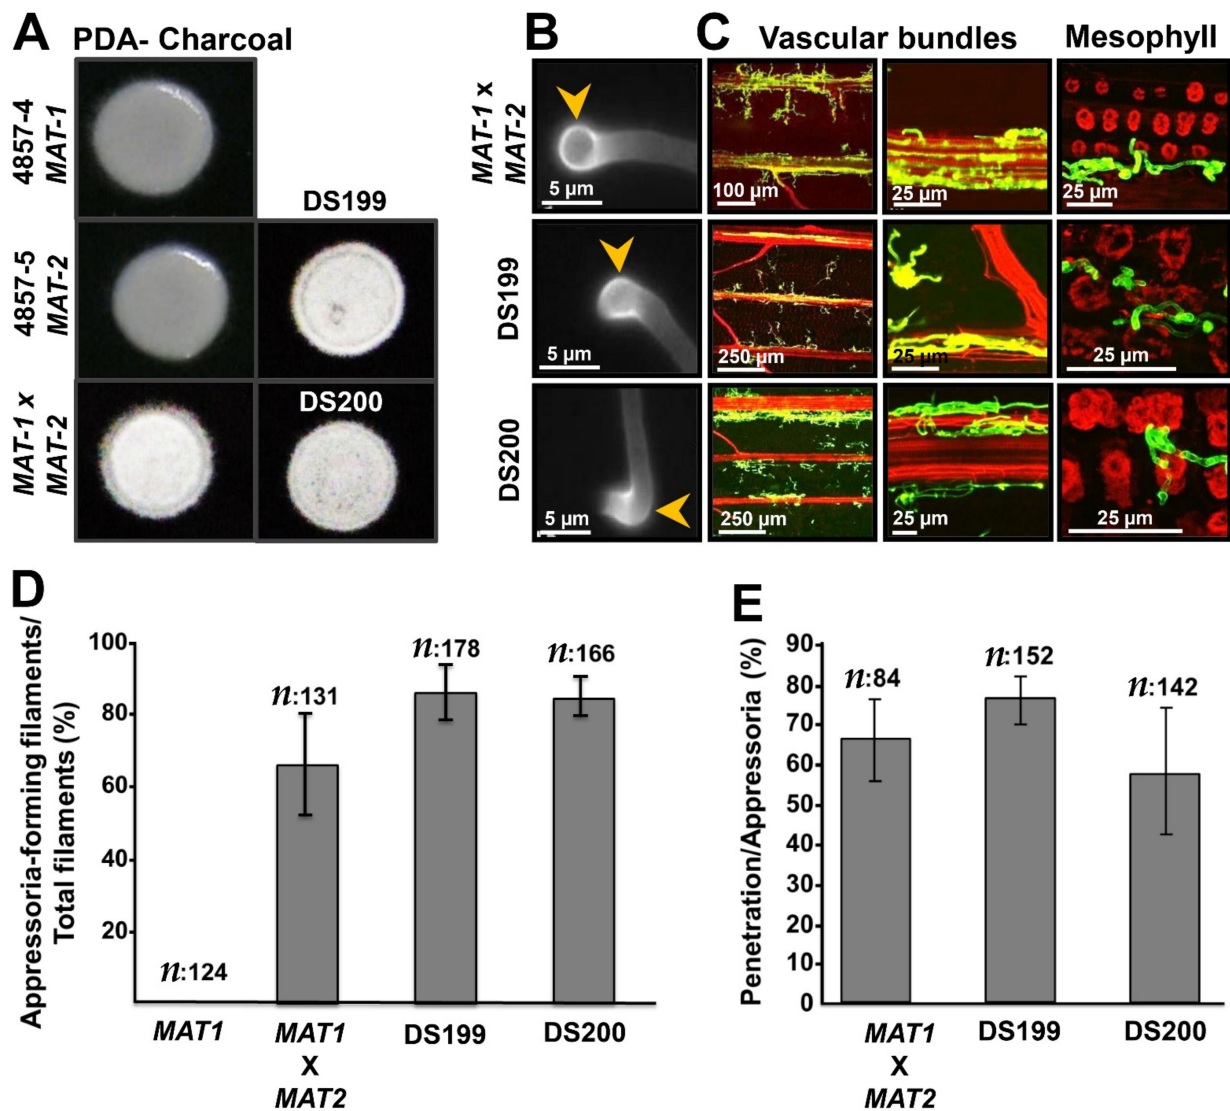 A
PDA- Charcoal
4857-4
MAT-1
4857-5
MAT-2
DS199
MAT-1 x
MAT-2
DS200
B
MAT-1 x
MAT-2
5 µm
DS199
5 µm
DS200
5 µm
C
Vascular bundles
Mesophyll
100 µm
25 µm
25 µm
250 µm
25 µm
25 µm
250 µm
25 µm
25 µm
D
Appressoria-forming filaments/
Total filaments (%)
100
80
60
40
20
n:124
n:131
n:178
n:166
MAT1
MAT1
X
MAT2
DS199
DS200
E
Penetration/Appressoria (%)
90
80
70
60
50
40
30
20
10
0
n:84
n:152
n:142
MAT1
X
MAT2
DS199
DS200